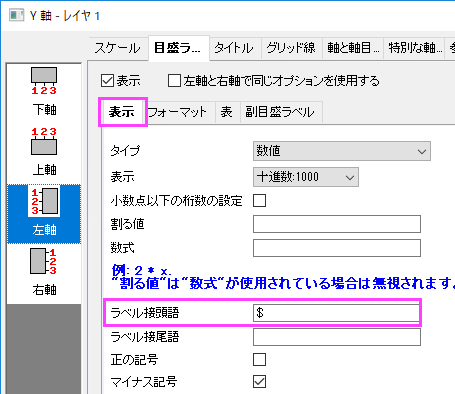 Y 軸 - レイヤ 1
スケール 目盛ラ... タイトル グリッド線 軸と軸目... 特別な軸...
表示 左軸と右軸で同じオプションを使用する
1 2 3
下軸
1 2 3
上軸
1
2
3
左軸
1
2
3
右軸
表示 フォーマット 表 副目盛ラベル
タイプ 数値
表示 十進数:1000
小数点以下の桁数の設定
割る値
数式
例: 2 * x.
"割る値"は"数式"が使用されている場合は無視されます。
ラベル接頭語 $
ラベル接尾語
正の記号
マイナス記号